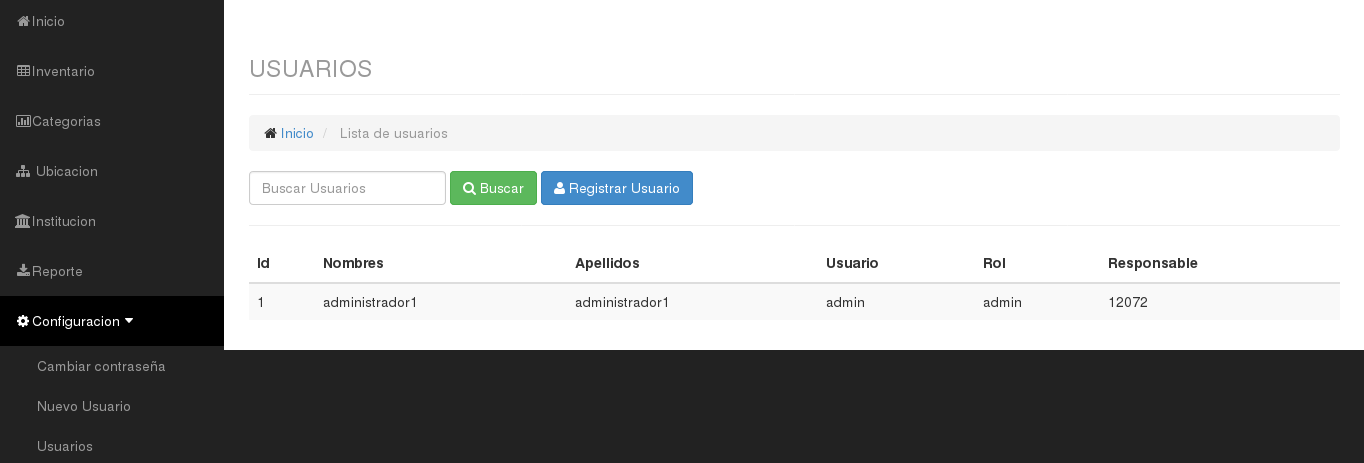 Inicio
Inventario
Categorias
Ubicacion
Institucion
Reporte
Configuracion
Cambiar contraseña
Nuevo Usuario
Usuarios
USUARIOS
Inicio / Lista de usuarios
Buscar Usuarios Buscar Registrar Usuario
Id Nombres Apellidos Usuario Rol Responsable
1 administrador1 administrador1 admin admin 12072